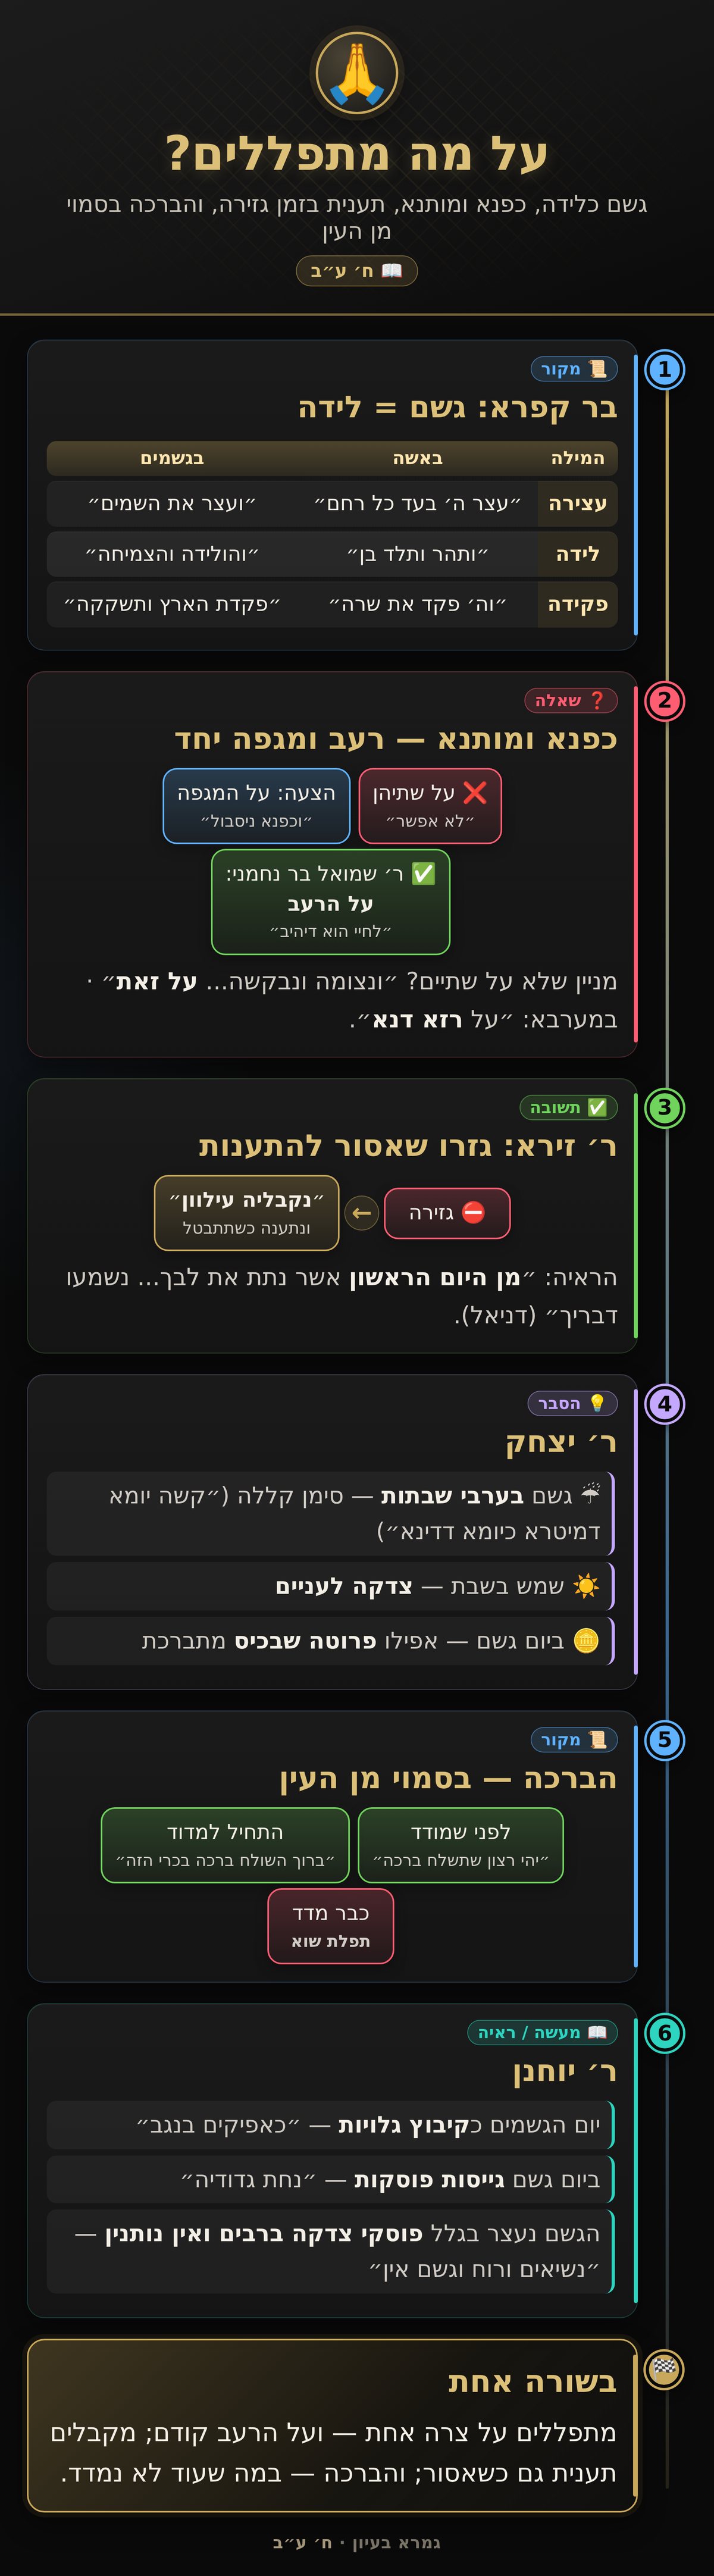 על מה מתפללים?
גשם כלידה, כפנא ומותנא, תענית בזמן גזירה, והברכה בסמוי
מן העין
📖 ח׳ ע״ב
1
📜 מקור
בר קפרא: גשם = לידה
המילה באשה בגשמים
עצירה ״עצר ה׳ בעד כל רחם״ ״ועצר את השמים״
לידה ״ותהר ותלד בן״ ״והולידה והצמיחה״
פקידה ״וה׳ פקד את שרה״ ״פקדת הארץ ותשקקה״
2
❓ שאלה
כפנא ומותנא — רעב ומגפה יחד
❌ על שתיהן
״לא אפשר״
הצעה: על המגפה
״וכפנא ניסבול״
✅ ר׳ שמואל בר נחמני:
על הרעב
״לחיי הוא דיהיב״
מניין שלא על שתיים? ״ונצומה ונבקשה... על זאת״ ·
במערבא: ״על רזא דנא״.
3
✅ תשובה
ר׳ זירא: גזרו שאסור להתענות
⛔ גזירה
←
״נקבליה עילוון״
ונתענה כשתתבטל
הראיה: ״מן היום הראשון אשר נתת את לבך... נשמעו
דבריך״ (דניאל).
4
💡 הסבר
ר׳ יצחק
☔ גשם בערבי שבתות — סימן קללה (״קשה יומא
דמיטרא כיומא דדינא״)
☀️ שמש בשבת — צדקה לעניים
🪙 ביום גשם — אפילו פרוטה שבכיס מתברכת
5
📜 מקור
הברכה — בסמוי מן העין
לפני שמודד
״יהי רצון שתשלח ברכה״
התחיל למדוד
״ברוך השולח ברכה בכרי הזה״
כבר מדד
תפלת שוא
6
📖 מעשה / ראיה
ר׳ יוחנן
יום הגשמים כקיבוץ גלויות — ״כאפיקים בנגב״
ביום גשם גייסות פוסקות — ״נחת גדודיה״
הגשם נעצר בגלל פוסקי צדקה ברבים ואין נותנין —
״נשיאים ורוח וגשם אין״
🏁
בשורה אחת
מתפללים על צרה אחת — ועל הרעב קודם; מקבלים
תענית גם כשאסור; והברכה — במה שעוד לא נמדד.
גמרא בעיון · ח׳ ע״ב